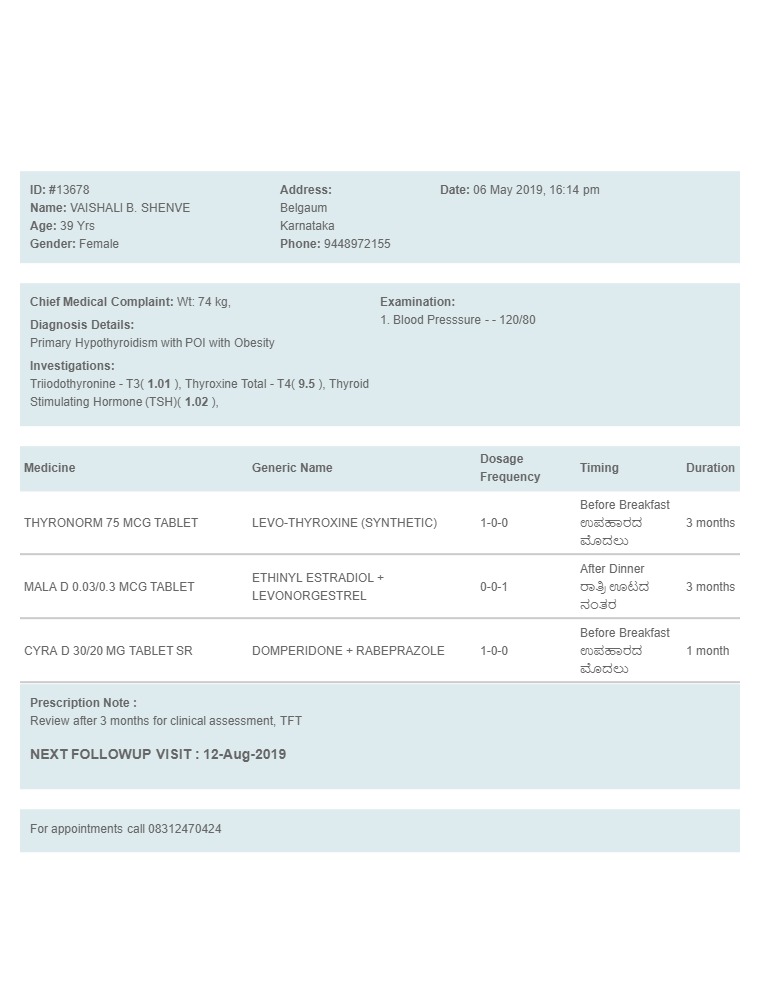 ID: #13678
Name: VAISHALI B. SHENVE
Age: 39 Yrs
Gender: Female
Address:
Belgaum
Karnataka
Phone: 9448972155
Date: 06 May 2019, 16:14 pm
Chief Medical Complaint: Wt: 74 kg,
Diagnosis Details:
Primary Hypothyroidism with POI with Obesity
Investigations:
Triiodothyronine - T3( 1.01 ), Thyroxine Total - T4( 9.5 ), Thyroid
Stimulating Hormone (TSH)( 1.02 ),
Examination:
1. Blood Presssure - - 120/80
Medicine Generic Name Dosage Frequency Timing Duration
THYRONORM 75 MCG TABLET LEVO-THYROXINE (SYNTHETIC) 1-0-0 Before Breakfast 3 months
ಉಪಹಾರದ
ಮೊದಲು
MALA D 0.03/0.3 MCG TABLET ETHINYL ESTRADIOL + LEVONORGESTREL 0-0-1 After Dinner 3 months
ರಾತ್ರಿ ಊಟದ
ನಂತರ
CYRA D 30/20 MG TABLET SR DOMPERIDONE + RABEPRAZOLE 1-0-0 Before Breakfast 1 month
ಉಪಹಾರದ
ಮೊದಲು
Prescription Note :
Review after 3 months for clinical assessment, TFT
NEXT FOLLOWUP VISIT : 12-Aug-2019
For appointments call 08312470424